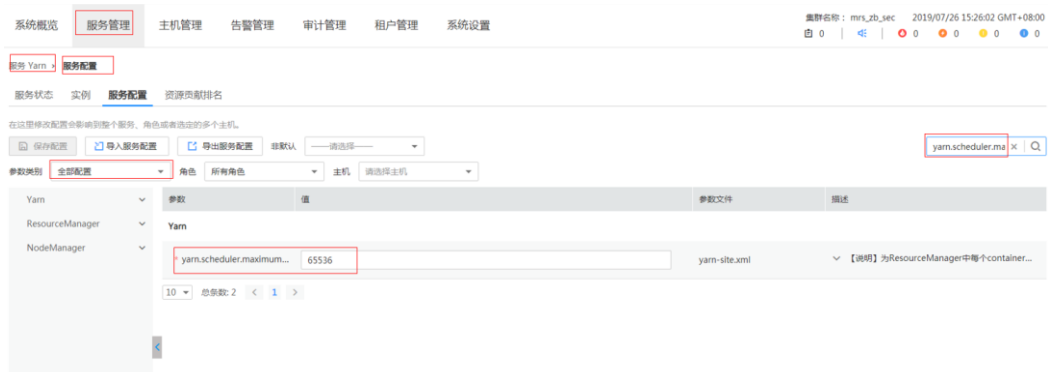 系统概览 服务管理 主机管理 告警管理 审计管理 租户管理 系统设置
集群名称： mrs_zb_sec 2019/07/26 15:26:02 GMT+08:00
0 0 0 0 0
服务 Yarn › 服务配置
服务状态 实例 服务配置 资源贡献排名
在这里修改配置会影响到整个服务、角色或者选定的多个主机。
保存配置 导入服务配置 导出服务配置 非默认 ——请选择—— yarn.scheduler.ma ×
参数类别 全部配置 角色 所有角色 主机 请选择主机
Yarn 参数 值 参数文件 描述
ResourceManager Yarn
NodeManager * yarn.scheduler.maximum... 65536 yarn-site.xml 【说明】为ResourceManager中每个container...
10 总条数: 2 < 1 >